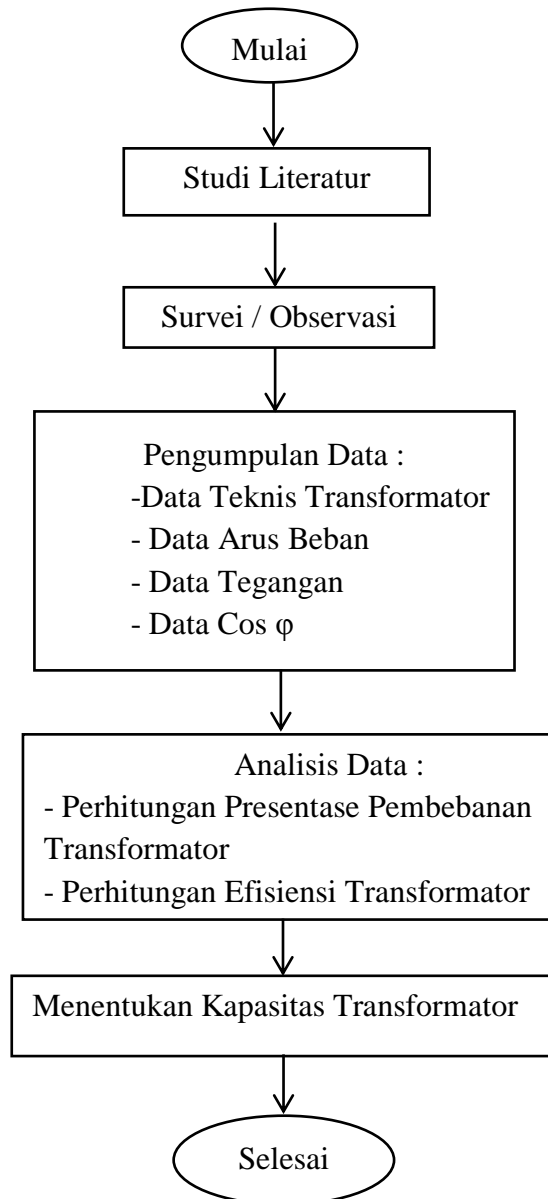 Mulai
Studi Literatur
Survei / Observasi
Pengumpulan Data :
-Data Teknis Transformator
- Data Arus Beban
- Data Tegangan
- Data Cos φ
Analisis Data :
- Perhitungan Presentase Pembebanan
Transformator
- Perhitungan Efisiensi Transformator
Menentukan Kapasitas Transformator
Selesai